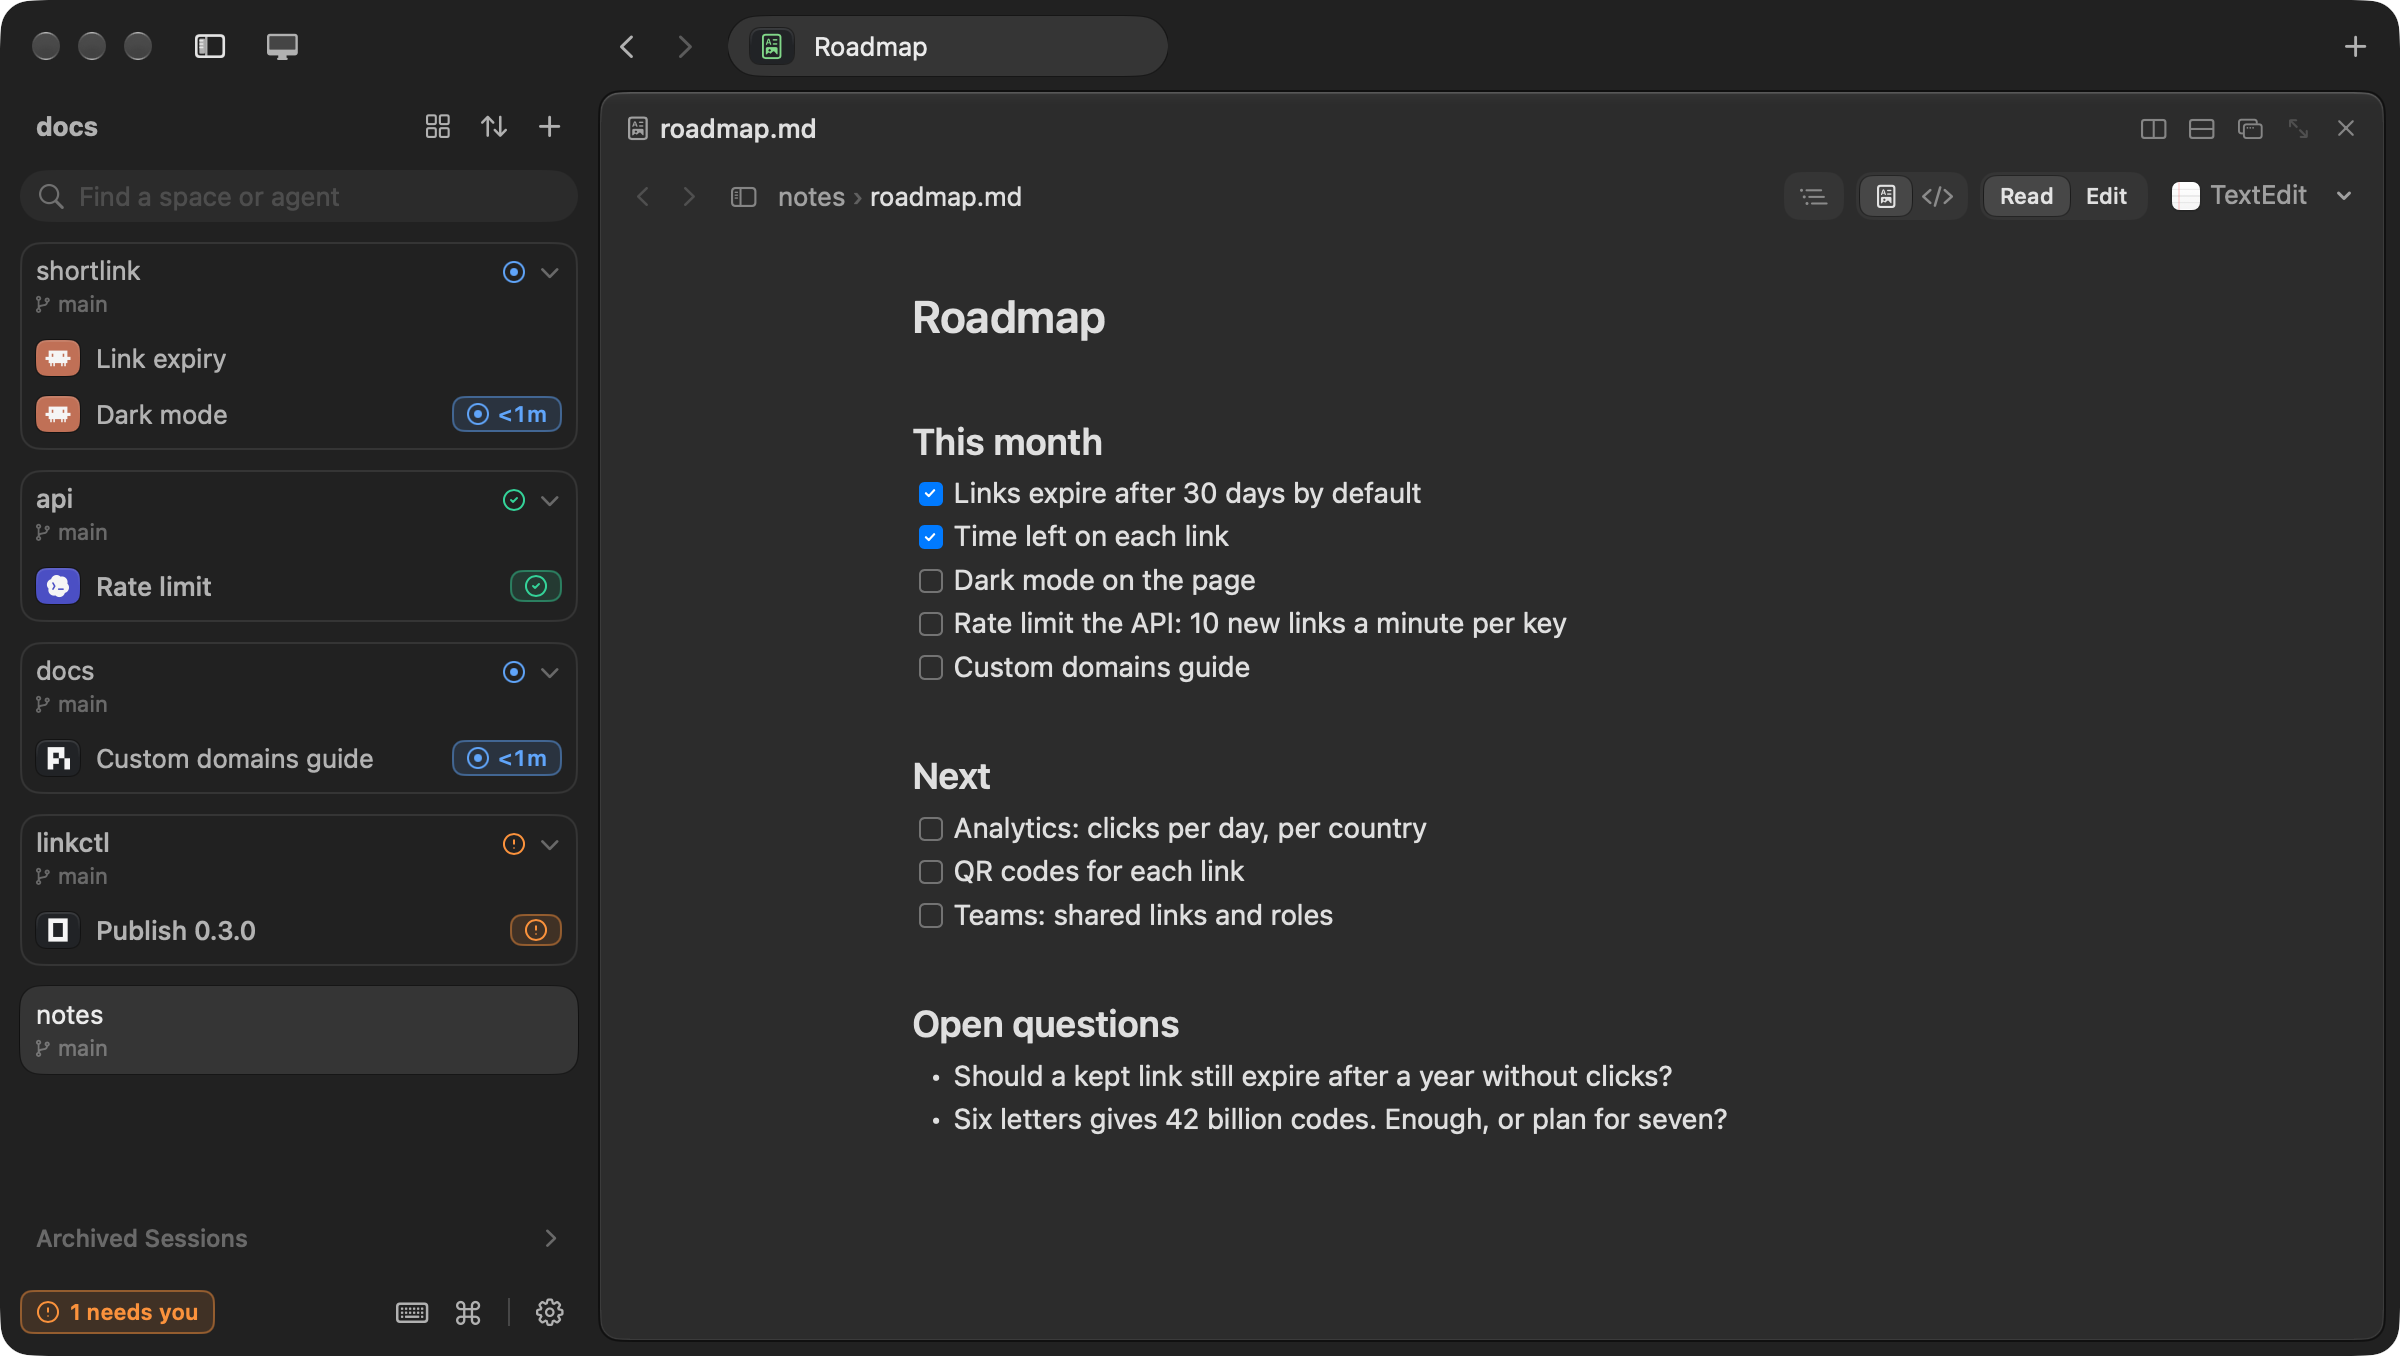 Roadmap
docs
Find a space or agent
shortlink
main
Link expiry
Dark mode
<1m
api
main
Rate limit
docs
main
Custom domains guide
<1m
linkctl
main
Publish 0.3.0
notes
main
Archived Sessions
1 needs you
roadmap.md
notes › roadmap.md
Read
Edit
TextEdit
Roadmap
This month
Links expire after 30 days by default
Time left on each link
Dark mode on the page
Rate limit the API: 10 new links a minute per key
Custom domains guide
Next
Analytics: clicks per day, per country
QR codes for each link
Teams: shared links and roles
Open questions
• Should a kept link still expire after a year without clicks?
• Six letters gives 42 billion codes. Enough, or plan for seven?